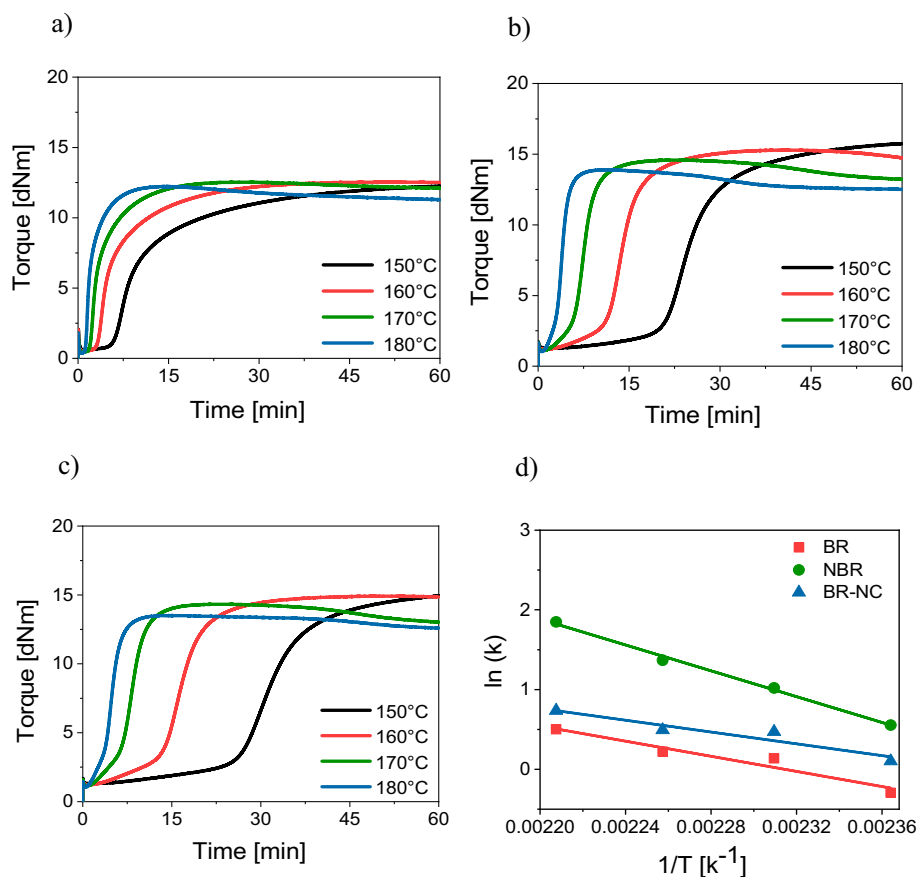 a)
20
15
10
5
0
Torque [dNm]
150°C
160°C
170°C
180°C
0 15 30 45 60
Time [min]
b)
20
15
10
5
0
Torque [dNm]
150°C
160°C
170°C
180°C
0 15 30 45 60
Time [min]
c)
20
15
10
5
0
Torque [dNm]
150°C
160°C
170°C
180°C
0 15 30 45 60
Time [min]
d)
BR
NBR
BR-NC
2
1
0
ln (k)
0.00220 0.00224 0.00228 0.00232 0.00236
1/T [k⁻¹]